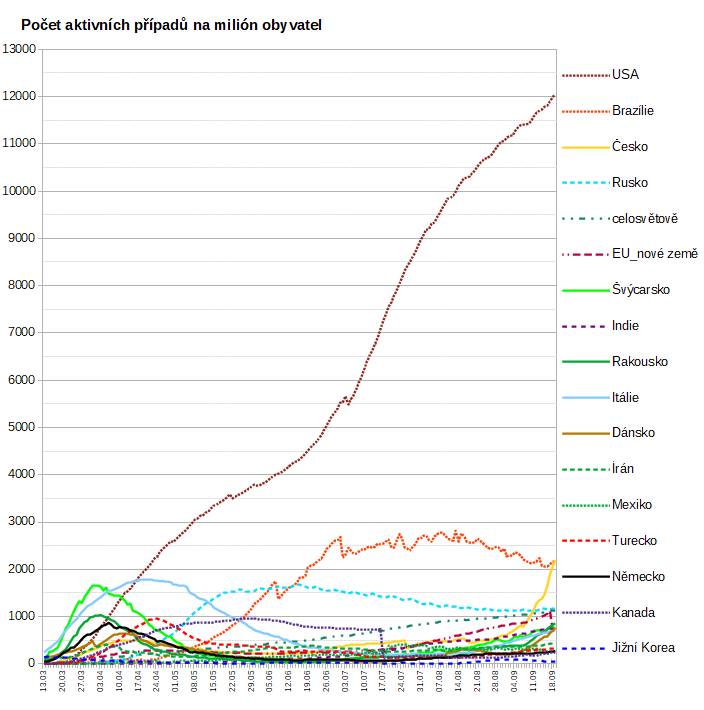 Počet aktivních případů na milión obyvatel
13000
12000
11000
10000
9000
8000
7000
6000
5000
4000
3000
2000
1000
0
13.03
20.03
27.03
03.04
10.04
17.04
24.04
01.05
08.05
15.05
22.05
29.05
05.06
12.06
19.06
26.06
03.07
10.07
17.07
24.07
31.07
07.08
14.08
21.08
28.08
04.09
11.09
18.09
USA
Brazílie
Česko
Rusko
celosvětově
EU_nové země
Švýcarsko
Indie
Rakousko
Itálie
Dánsko
Írán
Mexiko
Turecko
Německo
Kanada
Jižní Korea